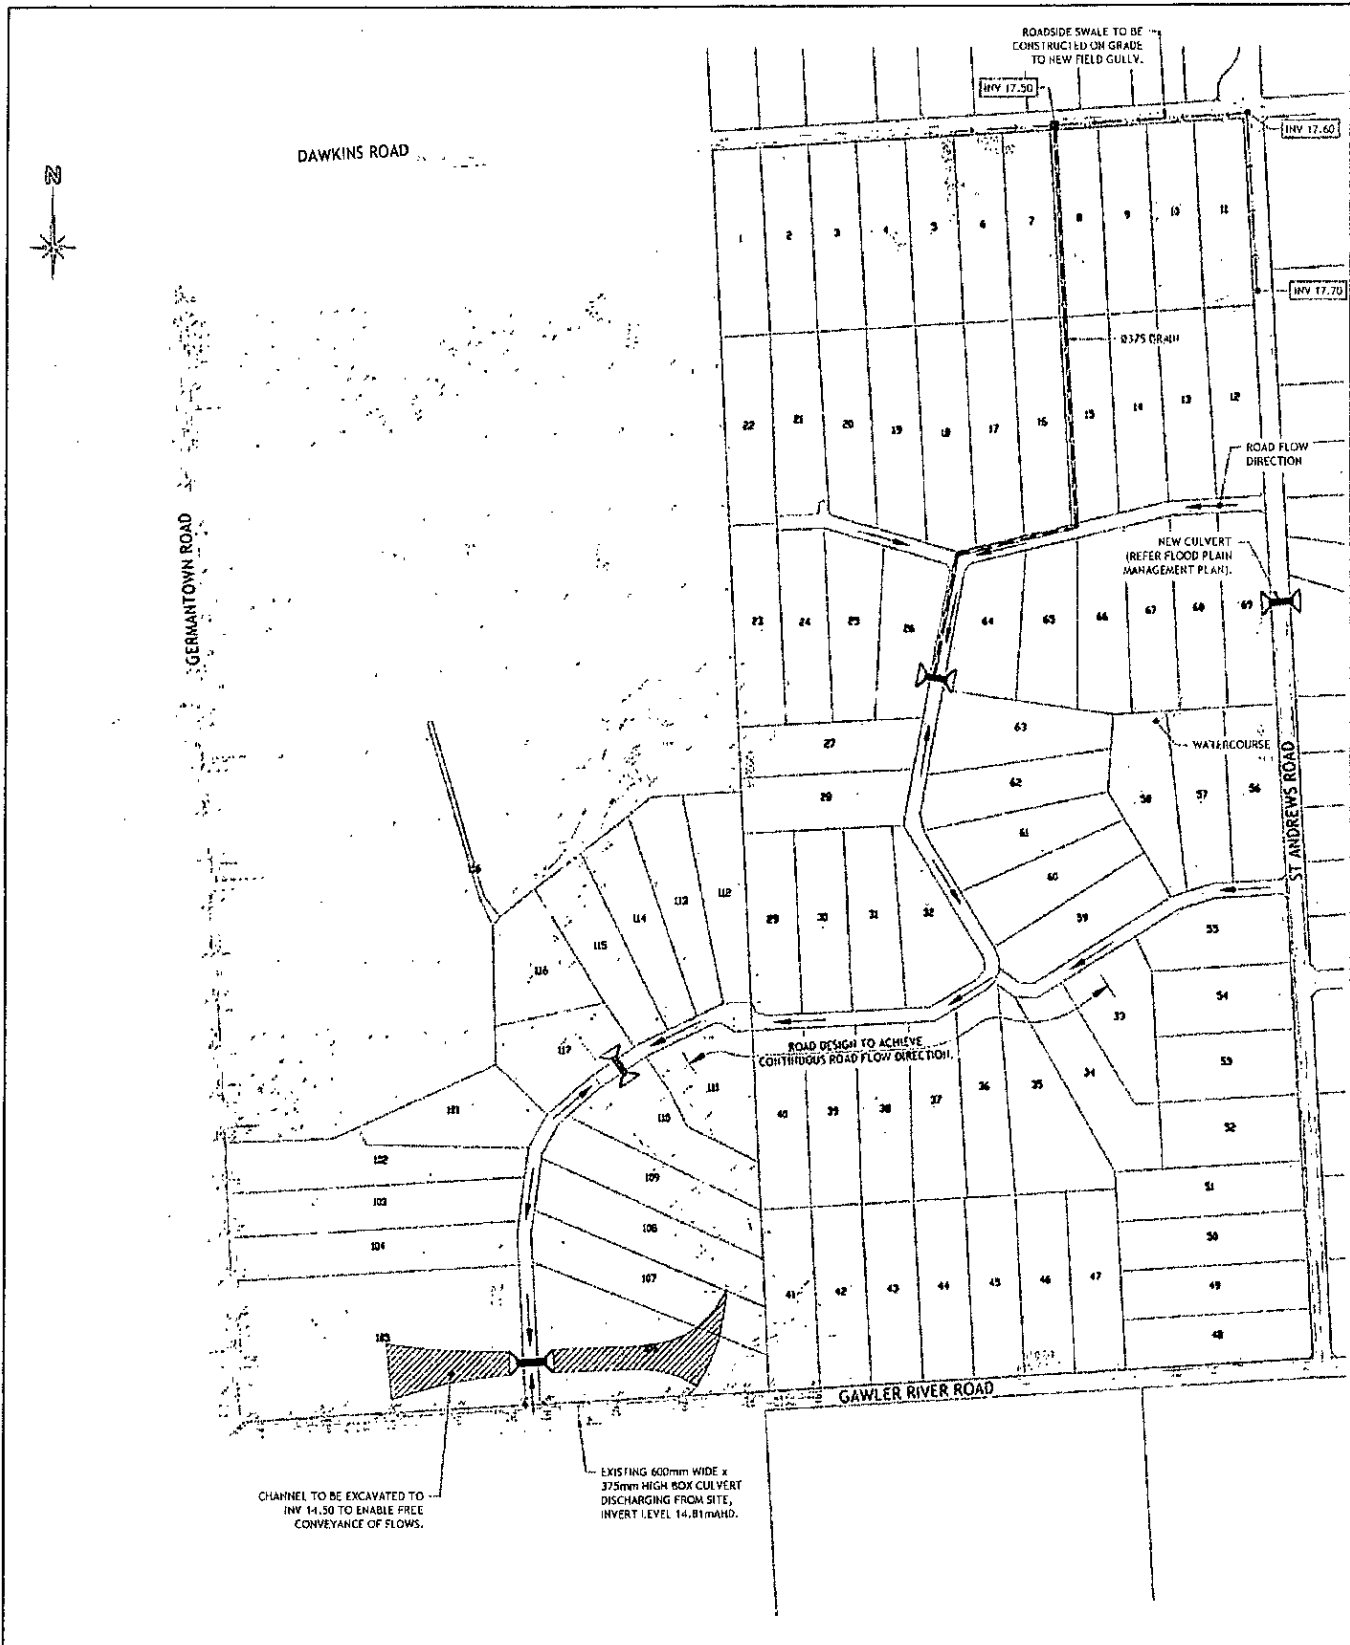 ROADSIDE SWALE TO BE
CONSTRUCTED ON GRADE
TO NEW FIELD GULLY.
INV 17.50
INV 17.60
DAWKINS ROAD
N
1 2 3 4 5 6 7 8 9 10 11
INV 17.70
Ø375 DRAIN
22 21 20 19 18 17 16 15 14 13 12
ROAD FLOW
DIRECTION
GERMANTOWN ROAD
NEW CULVERT
(REFER FLOOD PLAIN
MANAGEMENT PLAN).
23 24 25 26 64 65 66 67 68 69
63
27
WATERCOURSE
62
28
58 57 56
ST ANDREWS ROAD
61
60
59
112
113
114
115
116
29 30 31 32
55
54
33
117
ROAD DESIGN TO ACHIEVE
CONTINUOUS ROAD FLOW DIRECTION.
53
34
35
36
111
110
40 39 38 37
101
52
102
109
51
103
108
50
104
107
49
41 42 43 44 45 46 47
48
105
GAWLER RIVER ROAD
CHANNEL TO BE EXCAVATED TO
INV 14.50 TO ENABLE FREE
CONVEYANCE OF FLOWS.
EXISTING 600mm WIDE x
375mm HIGH BOX CULVERT
DISCHARGING FROM SITE,
INVERT LEVEL 14.81mAHD.